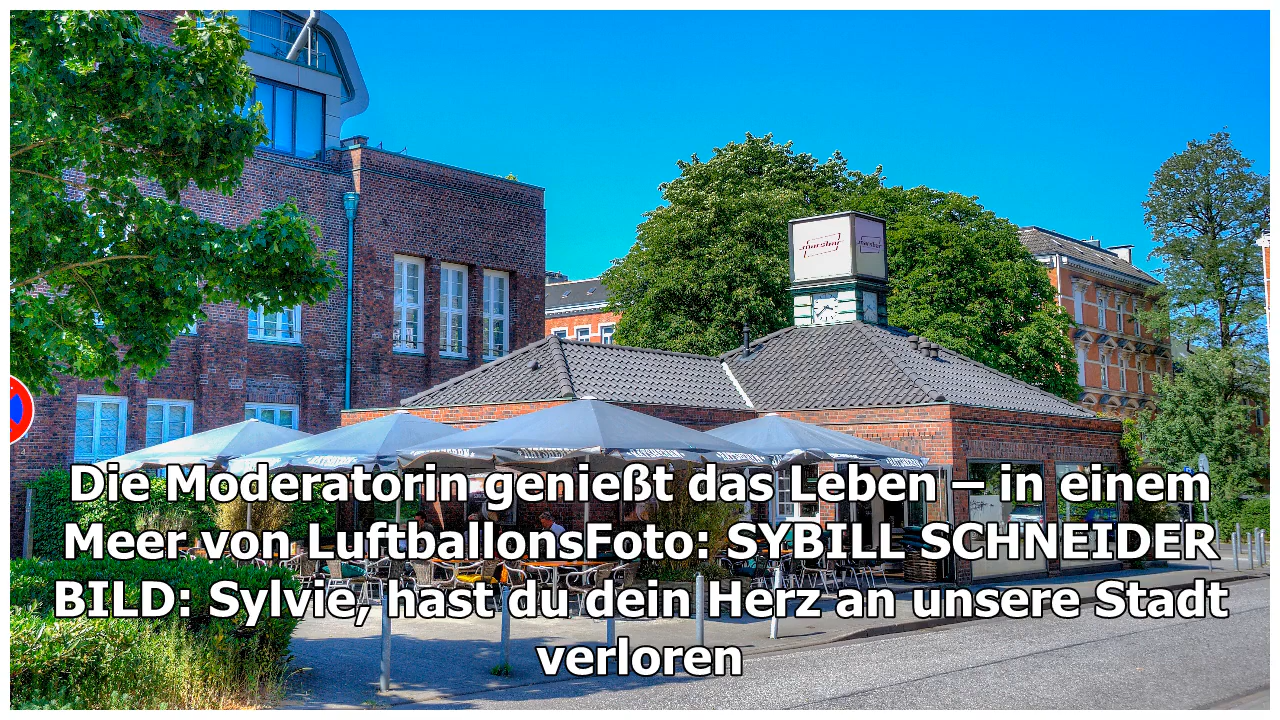 Die Moderatorin genießt das Leben – in einem
Meer von LuftballonsFoto: SYBILL SCHNEIDER
BILD: Sylvie, hast du dein Herz an unsere Stadt
verloren